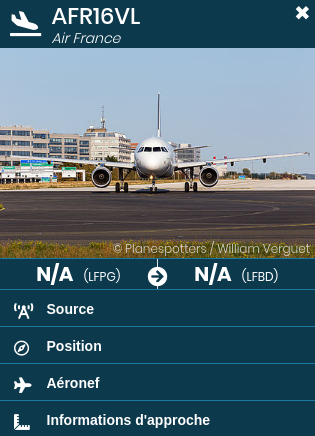 AFR16VL
Air France
© Planespotters / William Verguet
N/A (LFPG) N/A (LFBD)
Source
Position
Aéronef
Informations d'approche